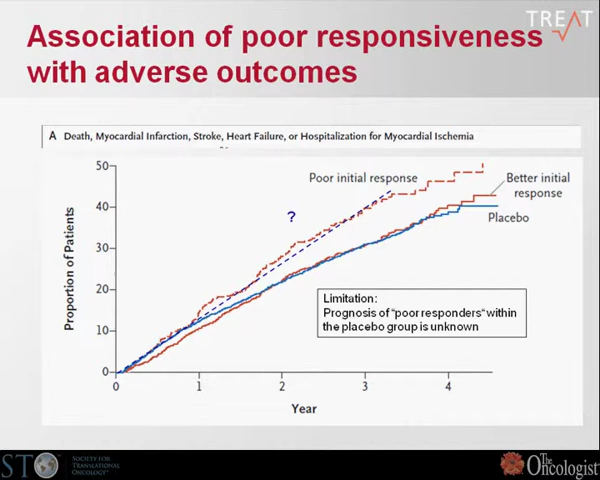 TREAT
Association of poor responsiveness
with adverse outcomes
A Death, Myocardial Infarction, Stroke, Heart Failure, or Hospitalization for Myocardial Ischemia
50
40
30
20
10
0
Proportion of Patients
Poor initial response
?
Better initial
response
Placebo
Limitation:
Prognosis of "poor responders" within
the placebo group is unknown
0 1 2 3 4
Year
STO
SOCIETY FOR
TRANSLATIONAL
ONCOLOGY
The
Oncologist